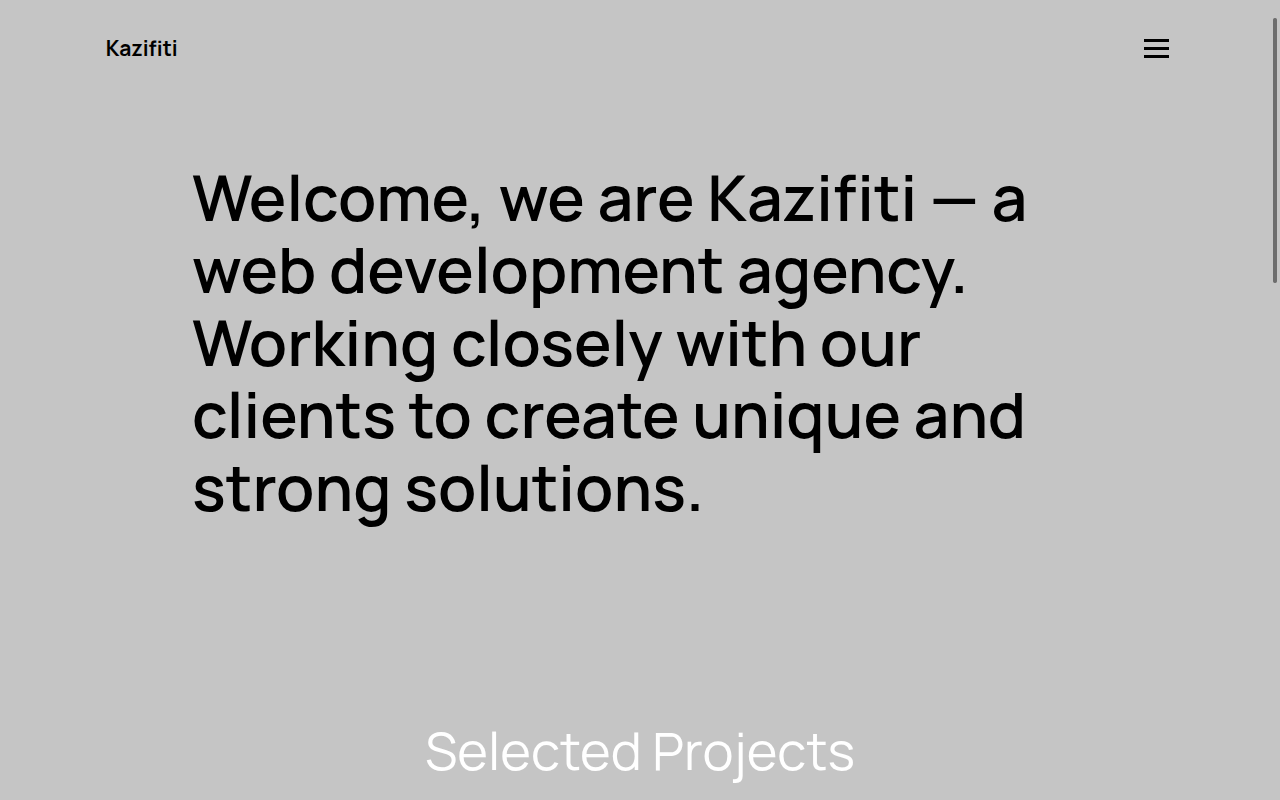 Kazifiti
Welcome, we are Kazifiti — a
web development agency.
Working closely with our
clients to create unique and
strong solutions.
Selected Projects